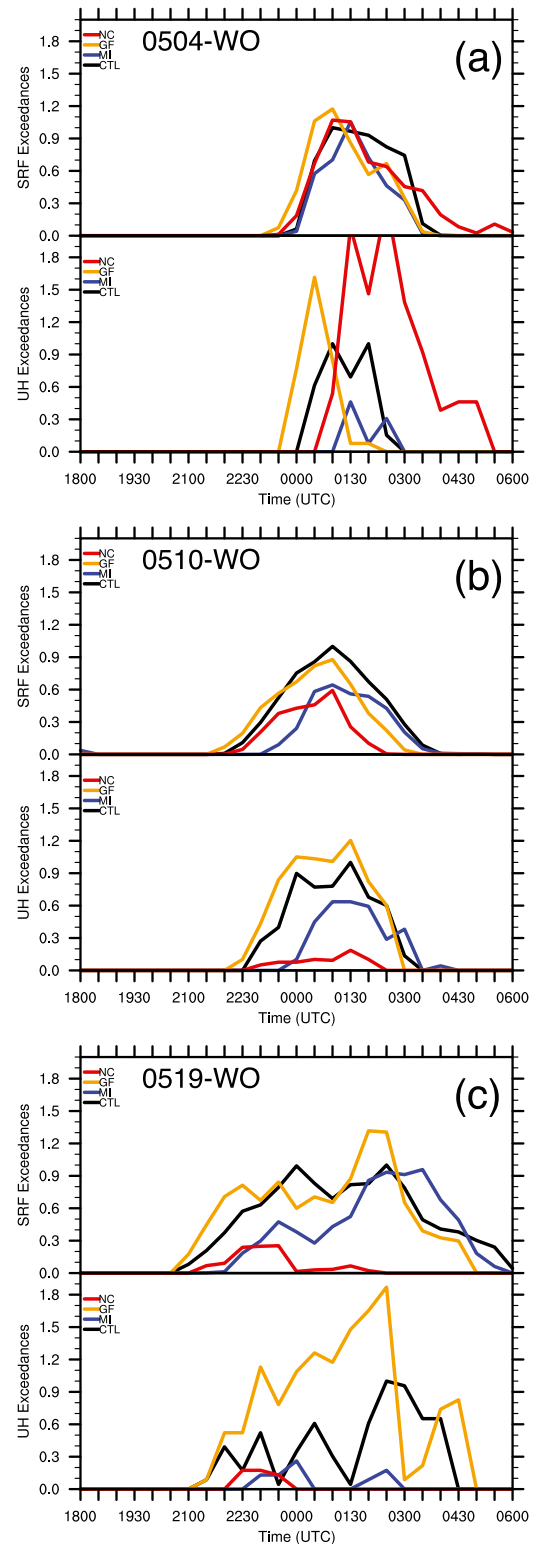 0504-WO
(a)
NC
GF
MI
CTL
1.8
1.5
1.2
0.9
0.6
0.3
0.0
SRF Exceedances
NC
GF
MI
CTL
1.8
1.5
1.2
0.9
0.6
0.3
0.0
UH Exceedances
1800 1930 2100 2230 0000 0130 0300 0430 0600
Time (UTC)
0510-WO
(b)
NC
GF
MI
CTL
1.8
1.5
1.2
0.9
0.6
0.3
0.0
SRF Exceedances
NC
GF
MI
CTL
1.8
1.5
1.2
0.9
0.6
0.3
0.0
UH Exceedances
1800 1930 2100 2230 0000 0130 0300 0430 0600
Time (UTC)
0519-WO
(c)
NC
GF
MI
CTL
1.8
1.5
1.2
0.9
0.6
0.3
0.0
SRF Exceedances
NC
GF
MI
CTL
1.8
1.5
1.2
0.9
0.6
0.3
0.0
UH Exceedances
1800 1930 2100 2230 0000 0130 0300 0430 0600
Time (UTC)